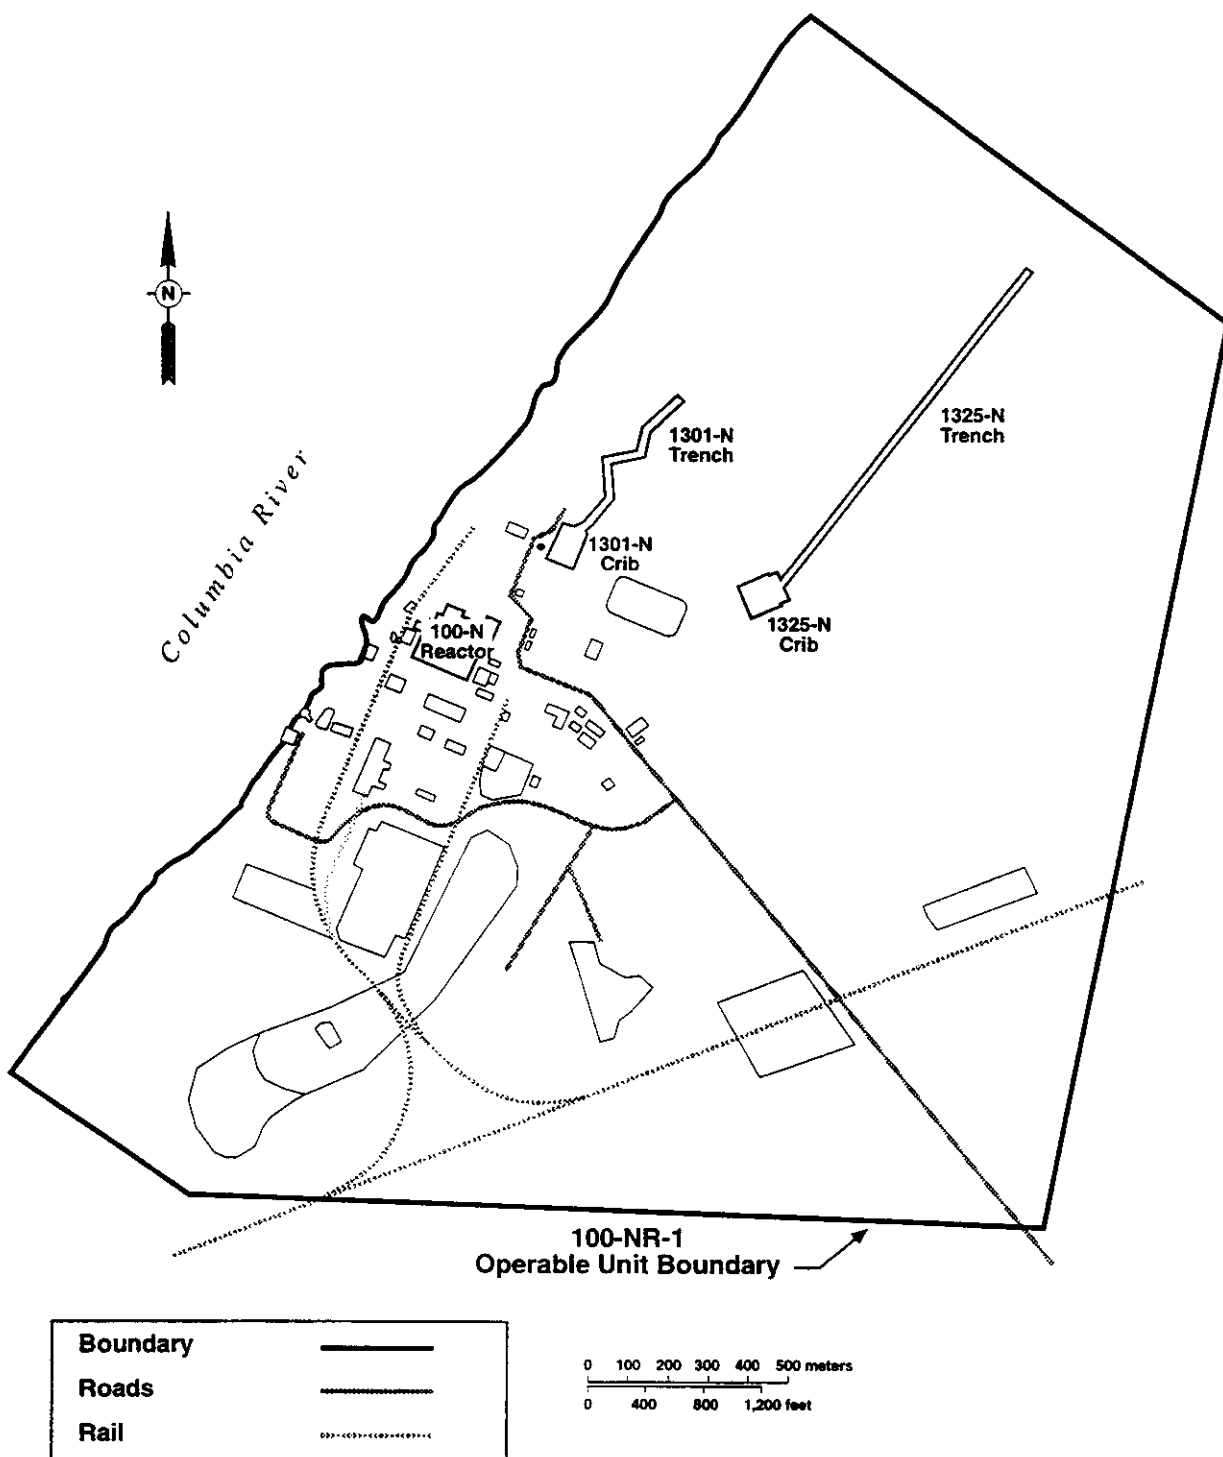 N
Columbia River
1301-N
Trench
1325-N
Trench
1301-N
Crib
1325-N
Crib
100-N
Reactor
100-NR-1
Operable Unit Boundary
Boundary
Roads
Rail
0 100 200 300 400 500 meters
0 400 800 1,200 feet